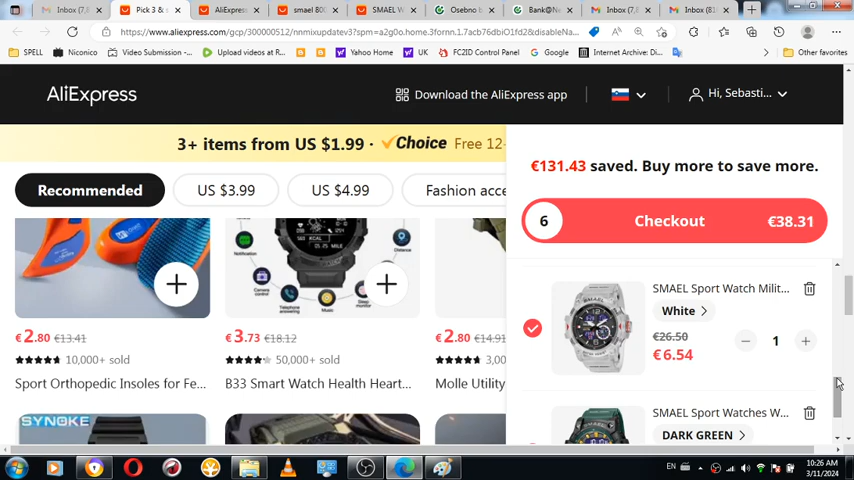 Inbox (7,8
Pick 3 & s
AliExpres
smael 800
SMAEL W
Osebno b
Bank@Ne
Inbox (7,8
Inbox (81
https://www.aliexpress.com/gcp/300000512/nnmixupdatev3?spm=a2g0o.home.3fornn.1.7acb76dbiO1fd2&disableNa...
SPELL
Niconico
Video Submission -...
Upload videos at R...
B
Yahoo Home
UK
FC2ID Control Panel
Google
Internet Archive: Di...
Other favorites
AliExpress
Download the AliExpress app
Hi, Sebasti...
3+ items from US $1.99 · Choice Free 12-
€131.43 saved. Buy more to save more.
Recommended
US $3.99
US $4.99
Fashion acce
6
Checkout
€38.31
SMAEL Sport Watch Milit...
White >
€26.50
€6.54
− 1 +
€2.80 €13.41
10,000+ sold
Sport Orthopedic Insoles for Fe...
€3.73 €18.12
50,000+ sold
B33 Smart Watch Health Heart...
€2.80 €14.91
3,00
Molle Utility
SYNOKE
SMAEL Sport Watches W...
DARK GREEN >
EN
10:26 AM
3/11/2024